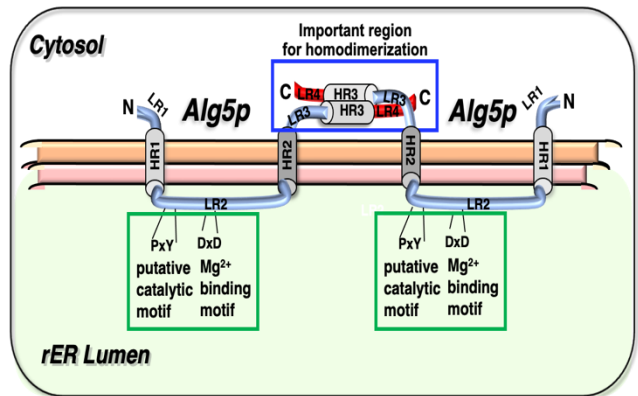 Important region
for homodimerization
Cytosol
C LR4 HR3
LR3 C
LR3 HR3 LR4
N LR1 Alg5p
Alg5p LR1 N
HR1
HR2
HR2
HR1
LR2
LR2
PxY DxD
putative Mg²⁺
catalytic binding
motif motif
PxY DxD
putative Mg²⁺
catalytic binding
motif motif
rER Lumen